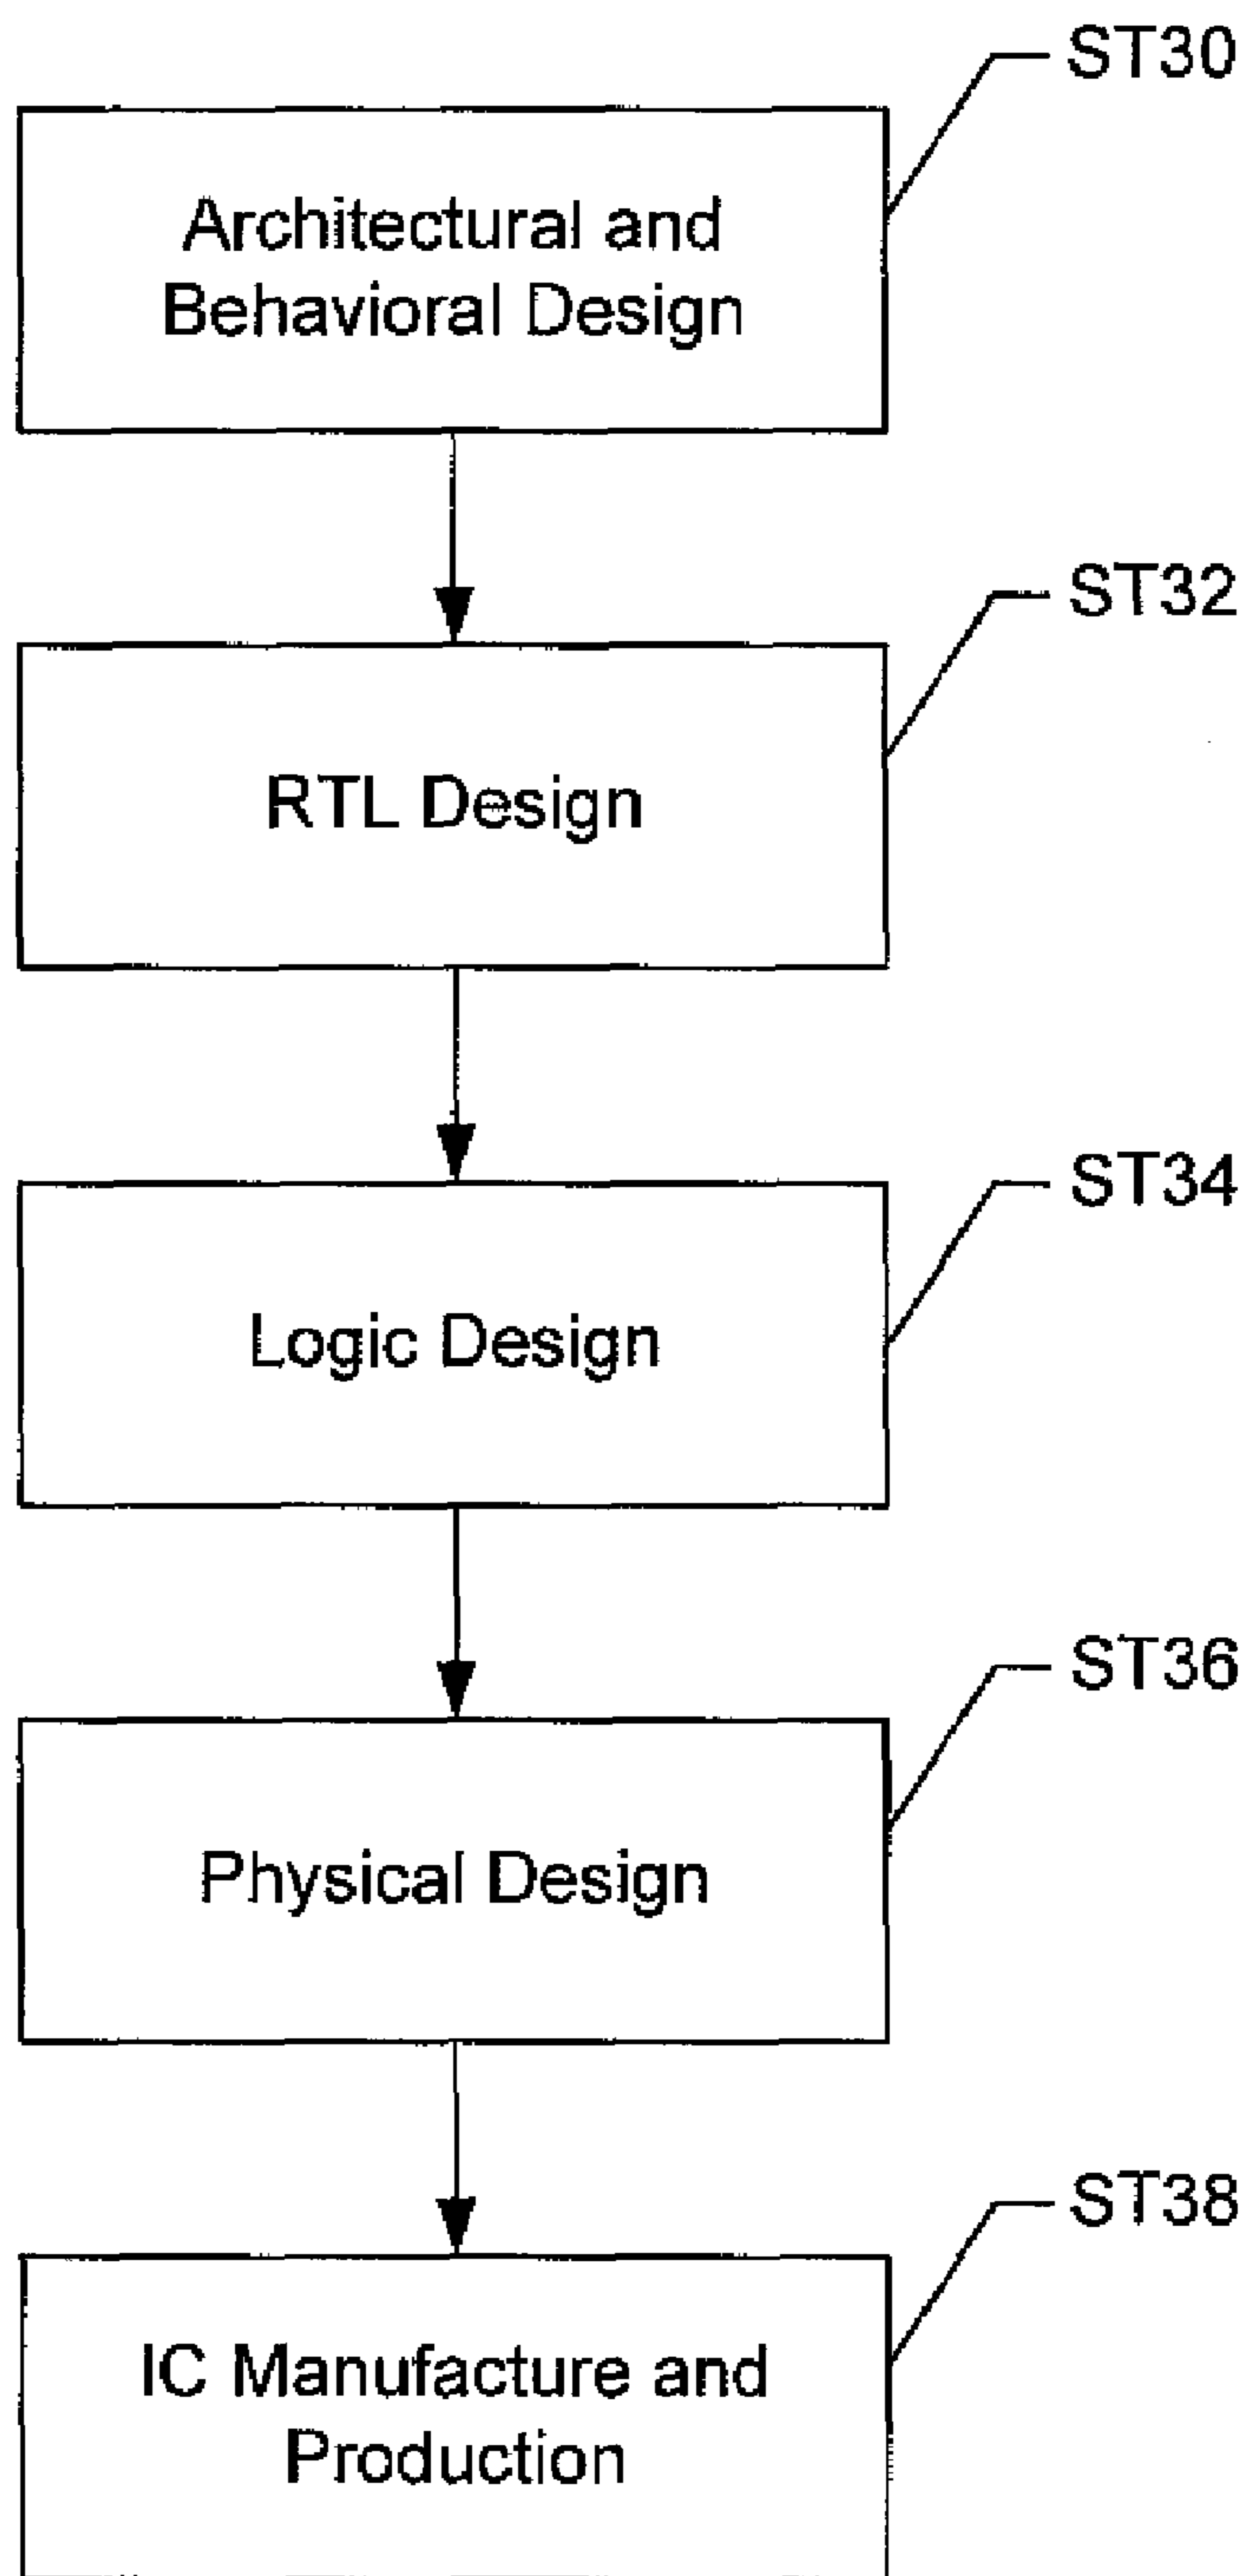 ST30
Architectural and
Behavioral Design
ST32
RTL Design
ST34
Logic Design
ST36
Physical Design
ST38
IC Manufacture and
Production